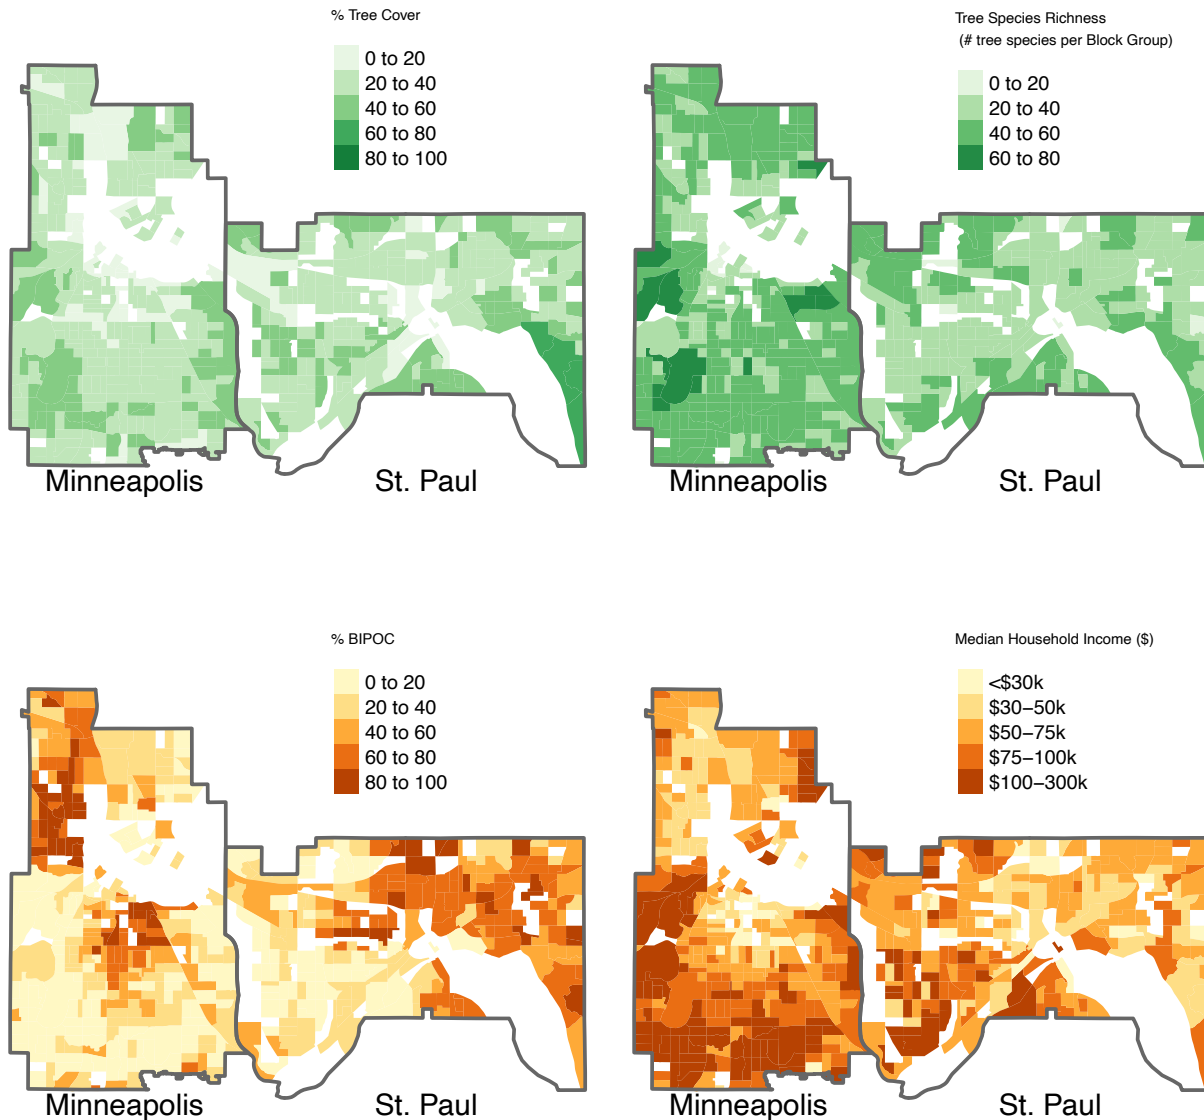 % Tree Cover
0 to 20
20 to 40
40 to 60
60 to 80
80 to 100
Minneapolis
St. Paul
Tree Species Richness
(# tree species per Block Group)
0 to 20
20 to 40
40 to 60
60 to 80
Minneapolis
St. Paul
% BIPOC
0 to 20
20 to 40
40 to 60
60 to 80
80 to 100
Minneapolis
St. Paul
Median Household Income ($)
<$30k
$30−50k
$50−75k
$75−100k
$100−300k
Minneapolis
St. Paul